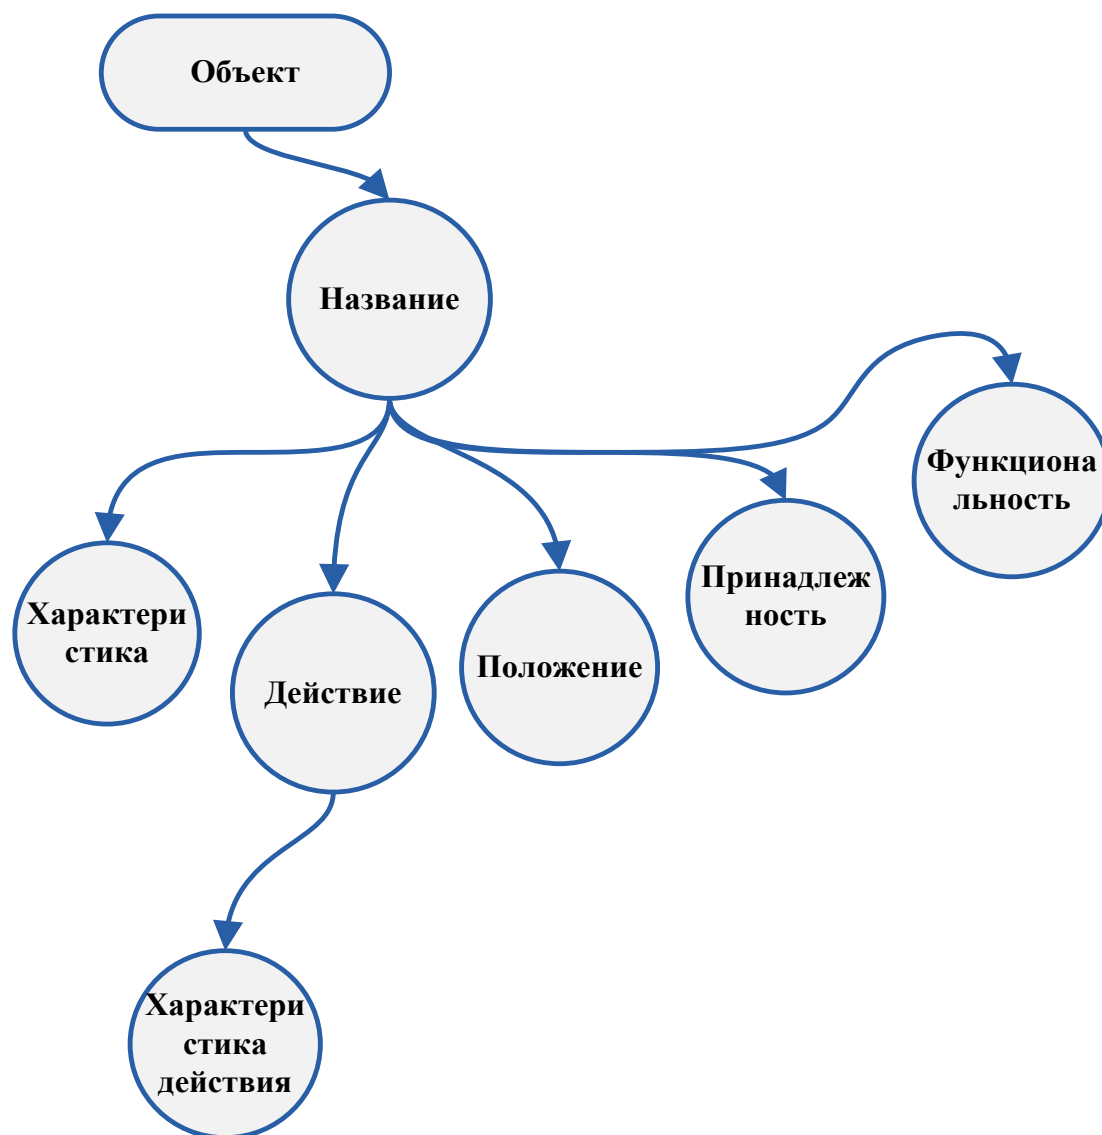 Объект
Название
Функциона
льность
Принадлеж
ность
Характери
стика
Положение
Действие
Характери
стика
действия